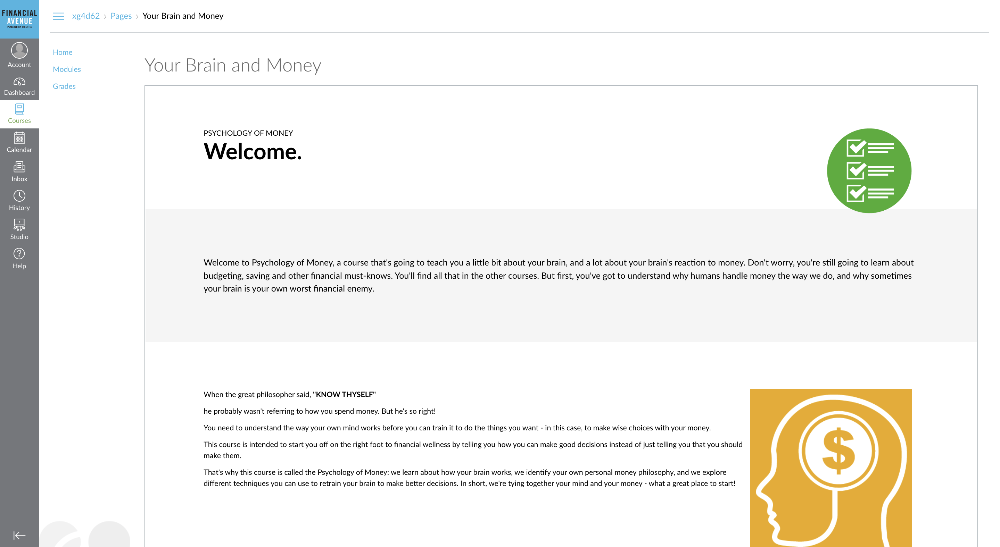 FINANCIAL
AVENUE
POWERED BY INCEPTIA
xg4d62 › Pages › Your Brain and Money
Account
Dashboard
Courses
Calendar
Inbox
History
Studio
Help
Home
Modules
Grades
Your Brain and Money
PSYCHOLOGY OF MONEY
Welcome.
Welcome to Psychology of Money, a course that's going to teach you a little bit about your brain, and a lot about your brain's reaction to money. Don't worry, you're still going to learn about
budgeting, saving and other financial must-knows. You'll find all that in the other courses. But first, you've got to understand why humans handle money the way we do, and why sometimes
your brain is your own worst financial enemy.
When the great philosopher said, "KNOW THYSELF"
he probably wasn't referring to how you spend money. But he's so right!
You need to understand the way your own mind works before you can train it to do the things you want - in this case, to make wise choices with your money.
This course is intended to start you off on the right foot to financial wellness by telling you how you can make good decisions instead of just telling you that you should
make them.
That's why this course is called the Psychology of Money: we learn about how your brain works, we identify your own personal money philosophy, and we explore
different techniques you can use to retrain your brain to make better decisions. In short, we're tying together your mind and your money - what a great place to start!
$